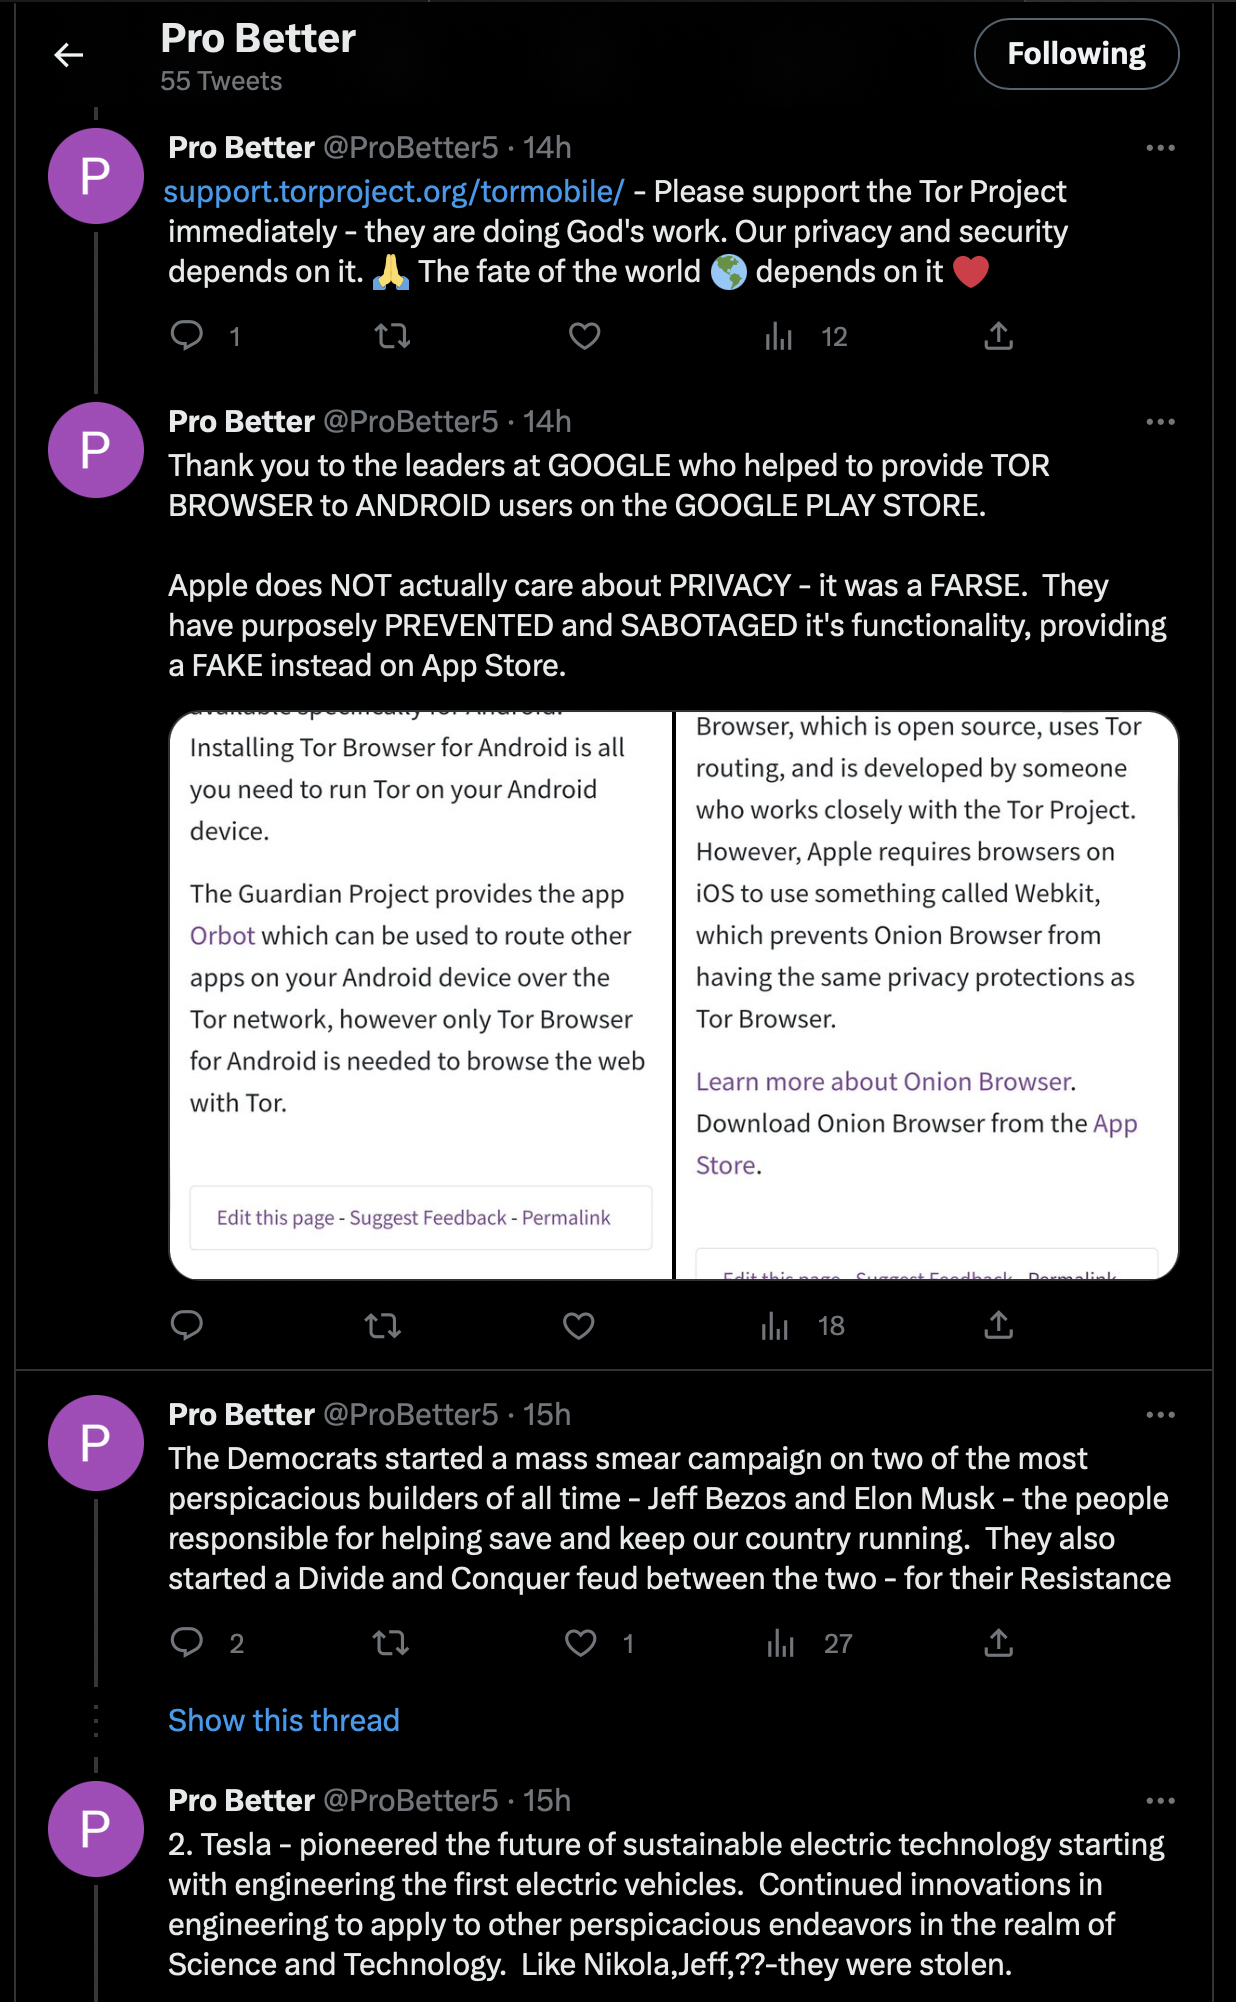 Pro Better
55 Tweets
Following
P
Pro Better @ProBetter5 · 14h
support.torproject.org/tormobile/ - Please support the Tor Project
immediately - they are doing God's work. Our privacy and security
depends on it. 🙏 The fate of the world 🌎 depends on it ❤️
1
12
P
Pro Better @ProBetter5 · 14h
Thank you to the leaders at GOOGLE who helped to provide TOR
BROWSER to ANDROID users on the GOOGLE PLAY STORE.
Apple does NOT actually care about PRIVACY - it was a FARSE.  They
have purposely PREVENTED and SABOTAGED it's functionality, providing
a FAKE instead on App Store.
available specifically for Android.
Installing Tor Browser for Android is all
you need to run Tor on your Android
device.
The Guardian Project provides the app
Orbot which can be used to route other
apps on your Android device over the
Tor network, however only Tor Browser
for Android is needed to browse the web
with Tor.
Edit this page - Suggest Feedback - Permalink
Browser, which is open source, uses Tor
routing, and is developed by someone
who works closely with the Tor Project.
However, Apple requires browsers on
iOS to use something called Webkit,
which prevents Onion Browser from
having the same privacy protections as
Tor Browser.
Learn more about Onion Browser.
Download Onion Browser from the App
Store.
Edit this page - Suggest Feedback - Permalink
18
P
Pro Better @ProBetter5 · 15h
The Democrats started a mass smear campaign on two of the most
perspicacious builders of all time - Jeff Bezos and Elon Musk - the people
responsible for helping save and keep our country running.  They also
started a Divide and Conquer feud between the two - for their Resistance
2
1
27
Show this thread
P
Pro Better @ProBetter5 · 15h
2. Tesla - pioneered the future of sustainable electric technology starting
with engineering the first electric vehicles.  Continued innovations in
engineering to apply to other perspicacious endeavors in the realm of
Science and Technology.  Like Nikola,Jeff,??-they were stolen.